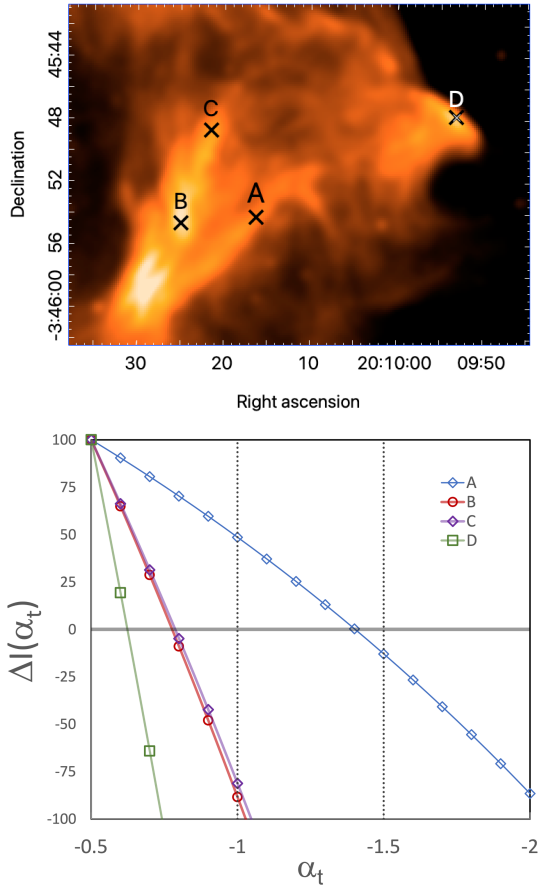 45:44
48
52
56
-3:46:00
Declination
C
D
B
A
30 20 10 20:10:00 09:50
Right ascension
100
75
50
25
0
-25
-50
-75
-100
ΔI(αt)
A
B
C
D
-0.5 -1 -1.5 -2
αt